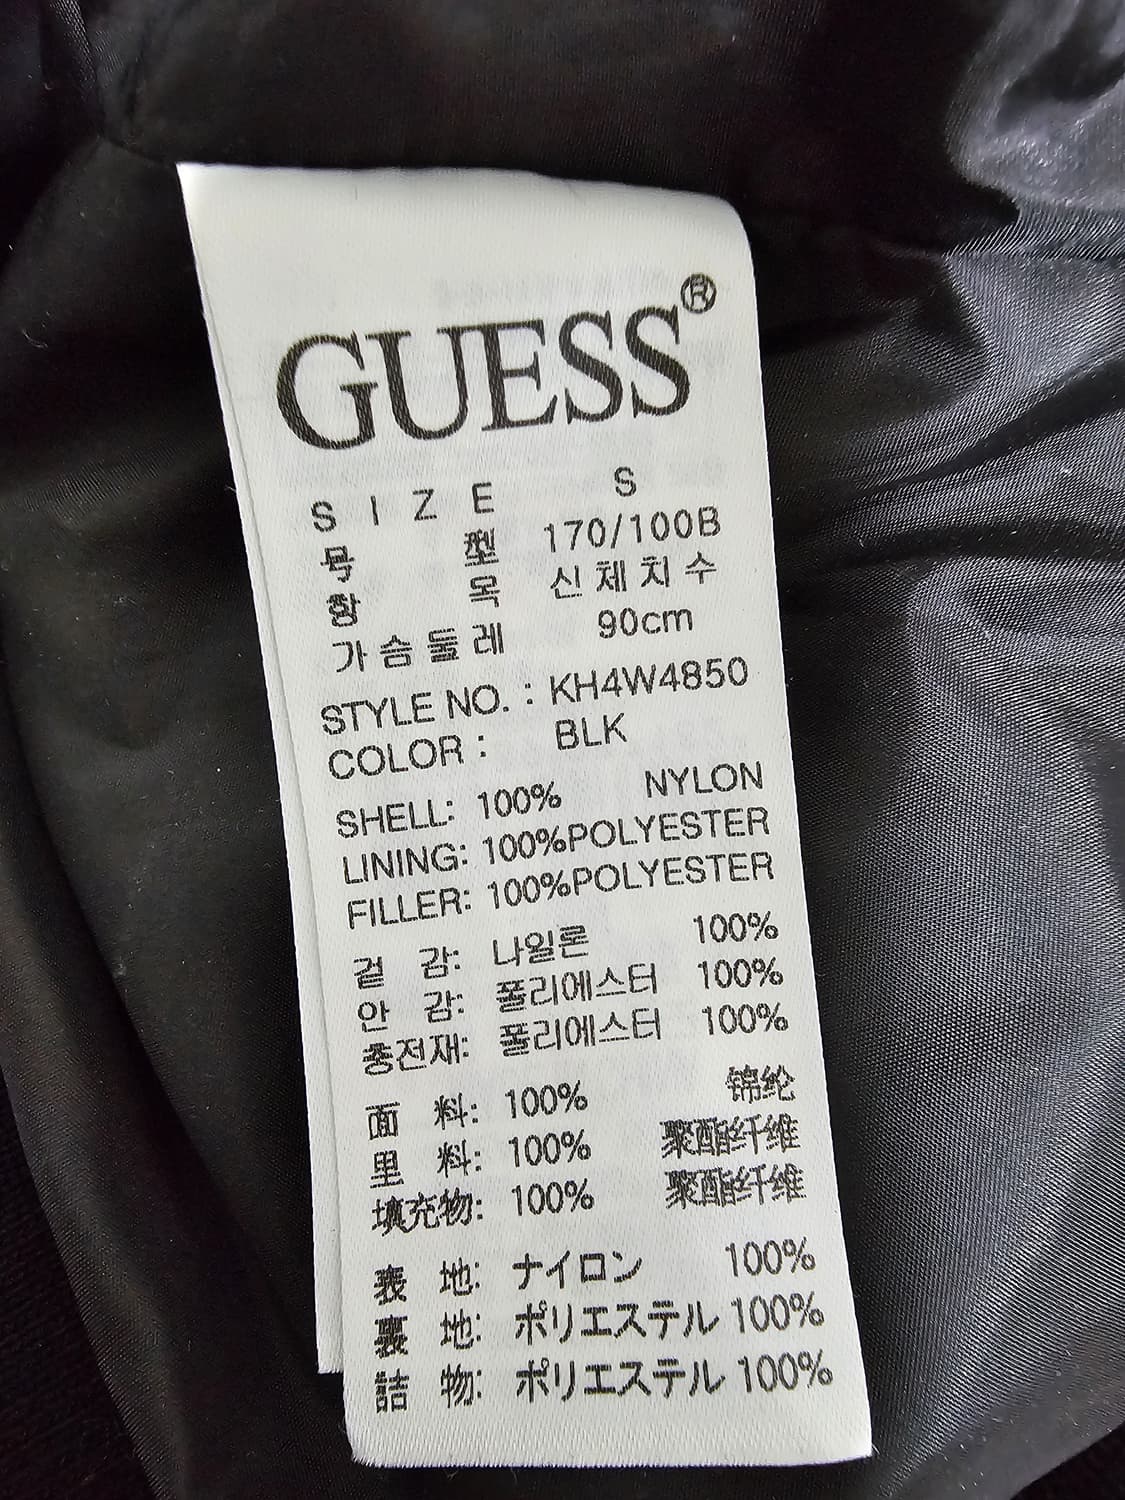 GUESS®
SIZE S
号型 170/100B
항목 신체치수
가슴둘레 90cm
STYLE NO. : KH4W4850
COLOR : BLK
SHELL: 100% NYLON
LINING: 100%POLYESTER
FILLER: 100%POLYESTER
겉감: 나일론 100%
안감: 폴리에스터 100%
충전재: 폴리에스터 100%
面料: 100% 锦纶
里料: 100% 聚酯纤维
填充物: 100% 聚酯纤维
表地: ナイロン 100%
裏地: ポリエステル 100%
詰物: ポリエステル 100%